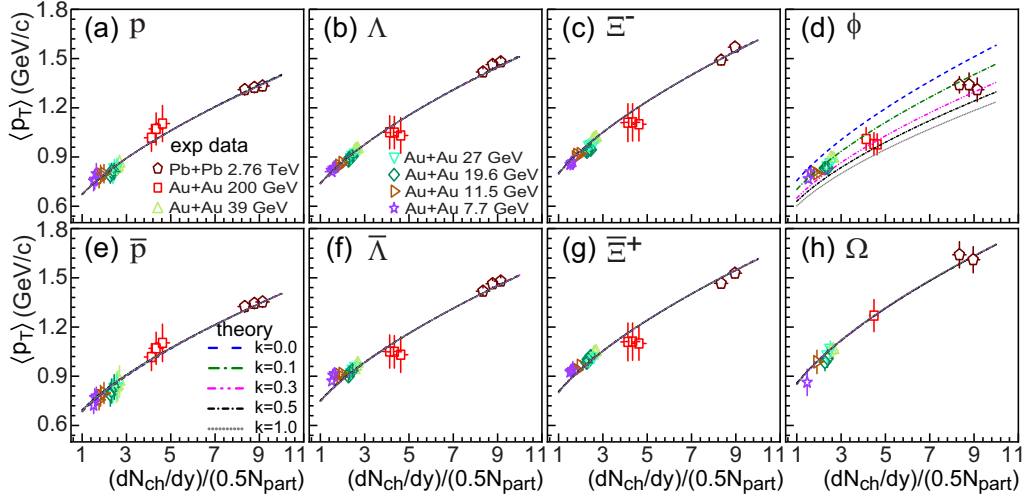 (a) p
(b) Λ
(c) Ξ⁻
(d) ϕ
⟨p_T⟩(GeV/c)
1.8
1.5
1.2
0.9
0.6
exp data
Pb+Pb 2.76 TeV
Au+Au 200 GeV
Au+Au 39 GeV
Au+Au 27 GeV
Au+Au 19.6 GeV
Au+Au 11.5 GeV
Au+Au 7.7 GeV
(e) p̅
(f) Λ̅
(g) Ξ̅⁺
(h) Ω
⟨p_T⟩(GeV/c)
1.8
1.5
1.2
0.9
0.6
theory
k=0.0
k=0.1
k=0.3
k=0.5
k=1.0
1 3 5 7 9 1 3 5 7 9 1 3 5 7 9 1 3 5 7 9 11
(dN_ch/dy)/(0.5N_part) (dN_ch/dy)/(0.5N_part) (dN_ch/dy)/(0.5N_part) (dN_ch/dy)/(0.5N_part)